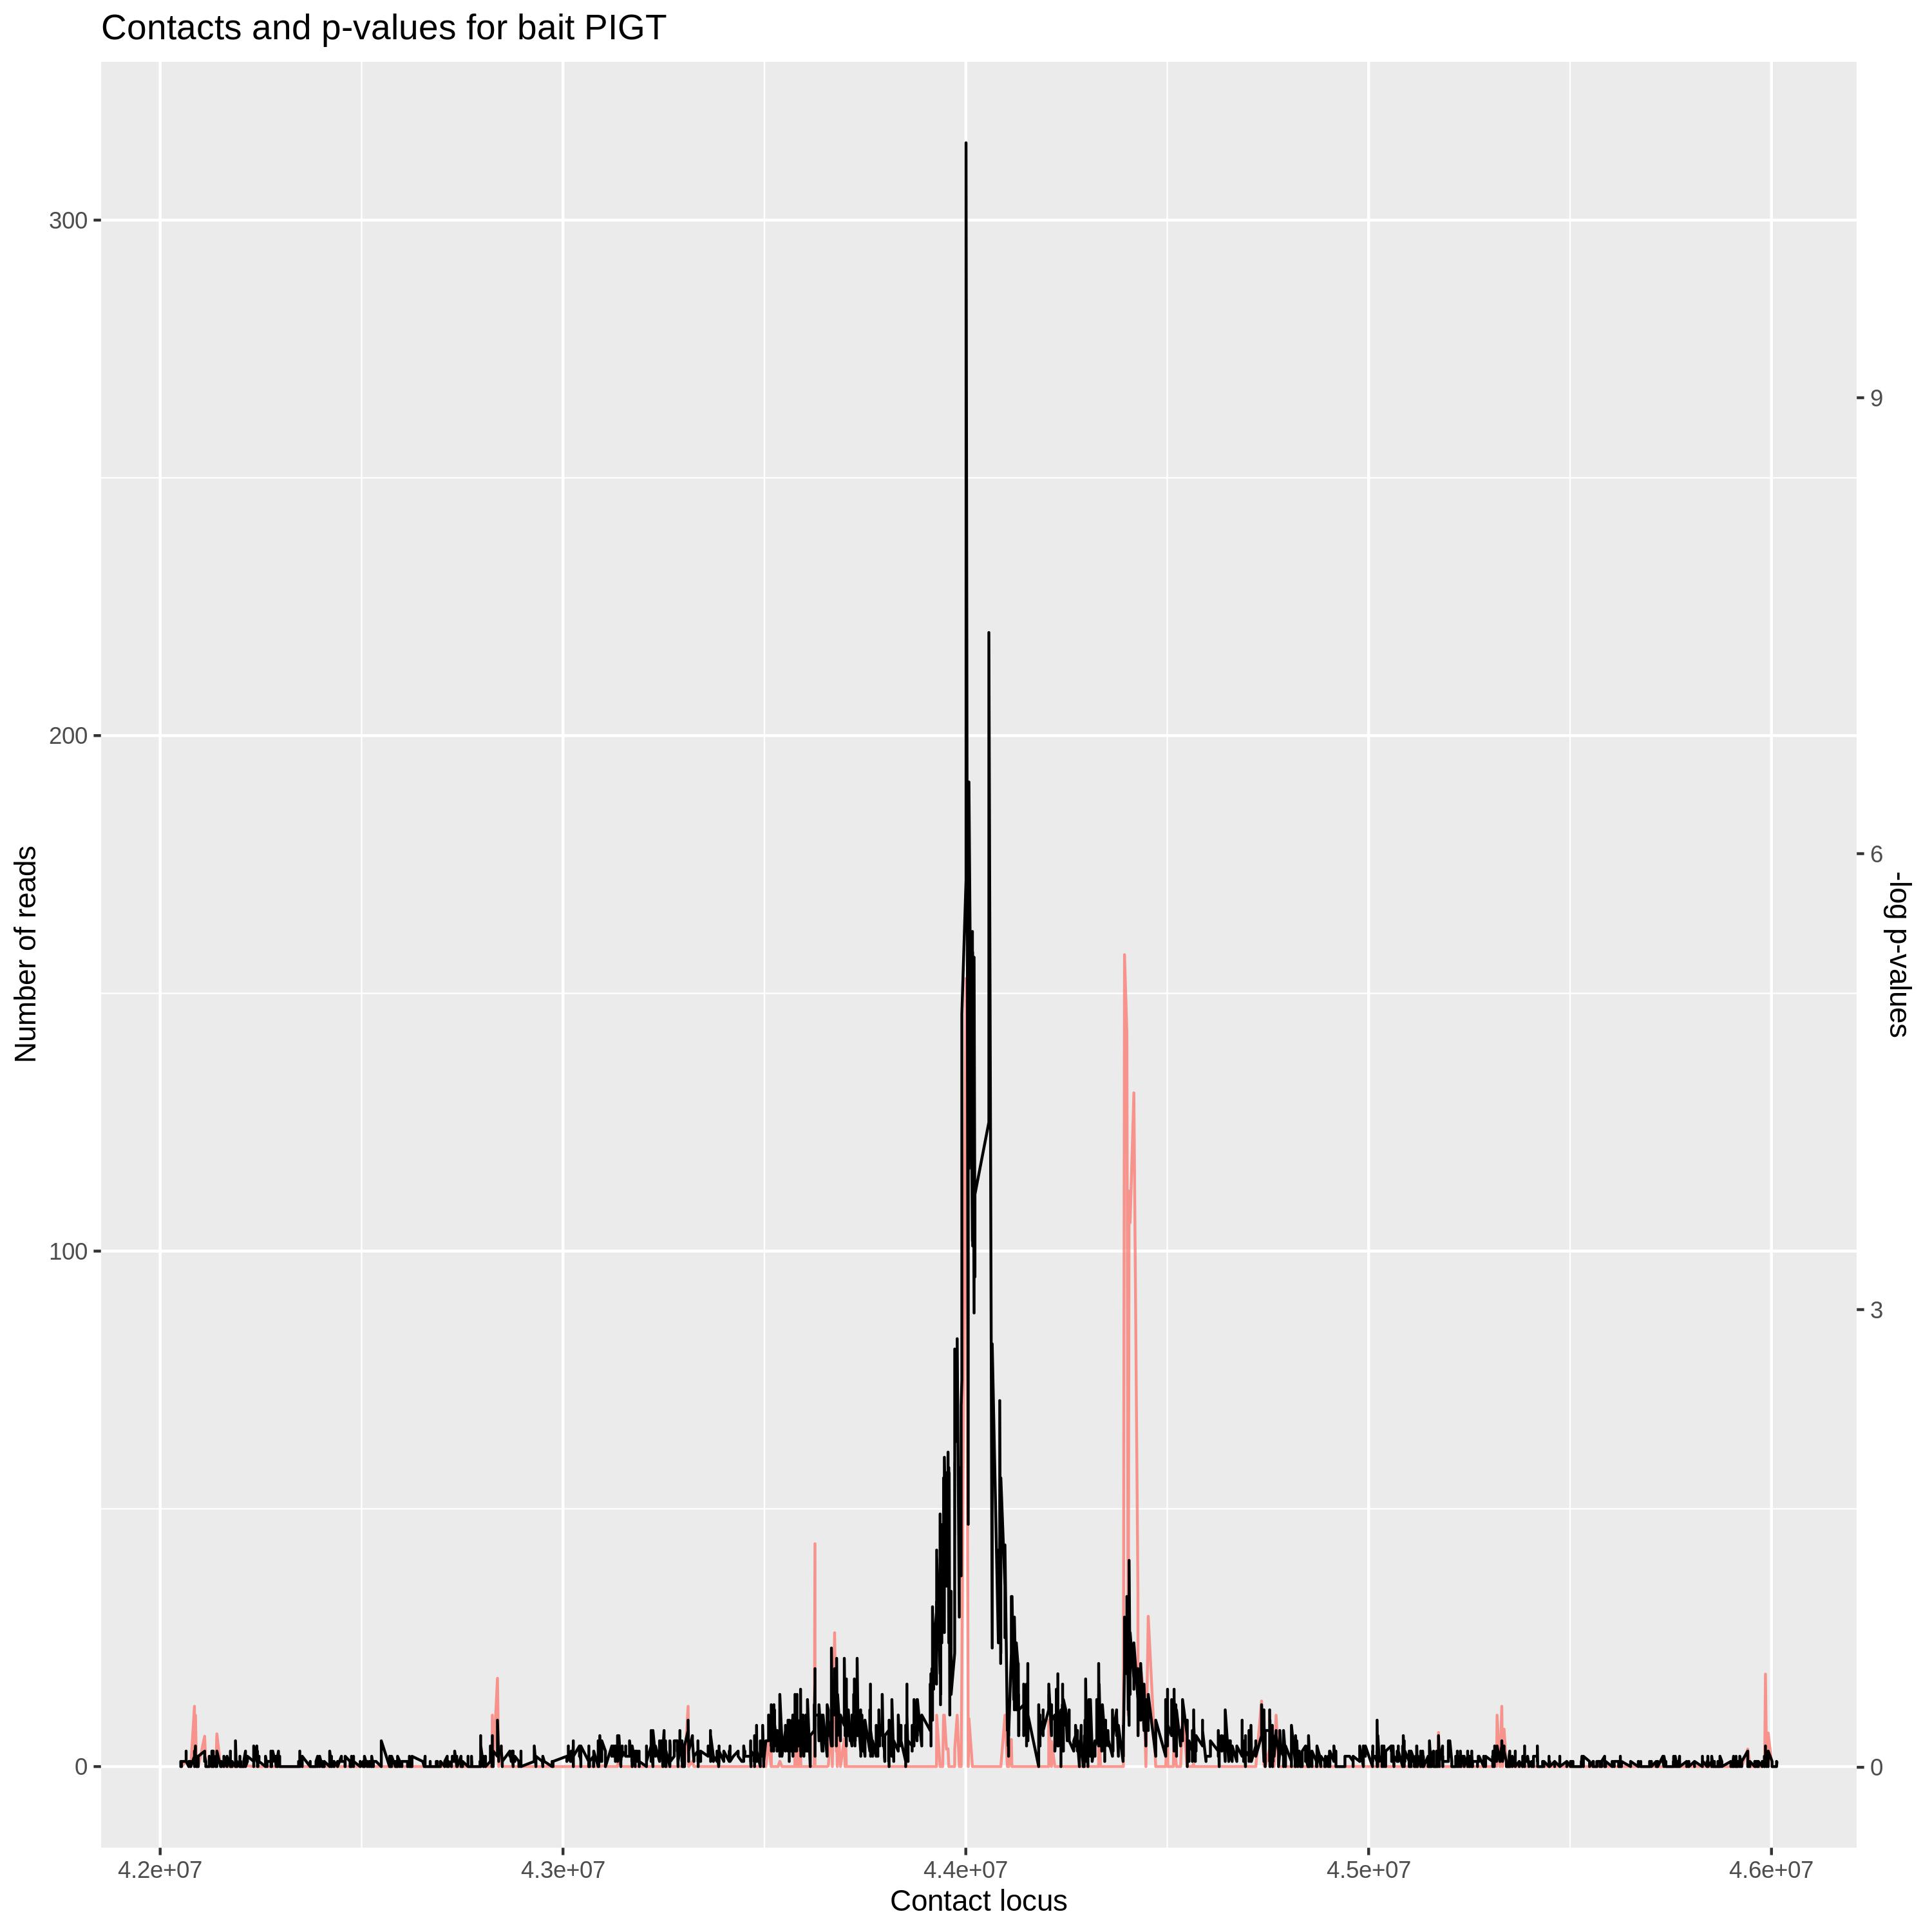 Contacts and p-values for bait PIGT
300
200
100
0
Number of reads
9
6
3
0
-log p-values
4.2e+07 4.3e+07 4.4e+07 4.5e+07 4.6e+07
Contact locus